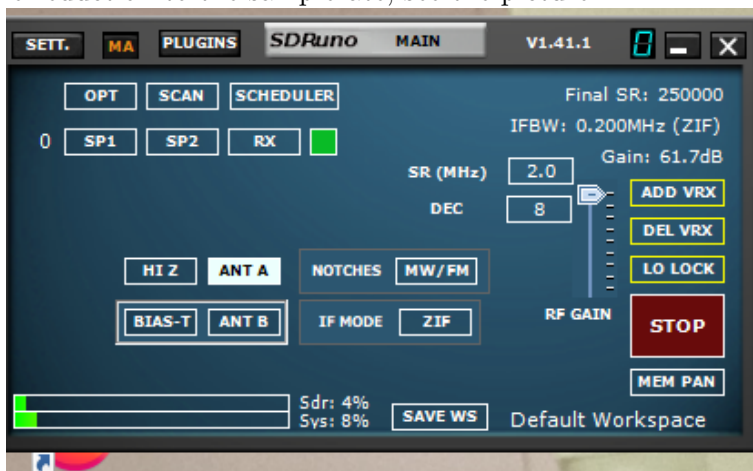 SETT. MA PLUGINS SDRuno MAIN V1.41.1 8
OPT SCAN SCHEDULER Final SR: 250000
IFBW: 0.200MHz (ZIF)
0 SP1 SP2 RX
Gain: 61.7dB
SR (MHz) 2.0
ADD VRX
DEC 8
DEL VRX
HI Z ANT A NOTCHES MW/FM LO LOCK
BIAS-T ANT B IF MODE ZIF RF GAIN STOP
MEM PAN
Sdr: 4%
Sys: 8% SAVE WS Default Workspace